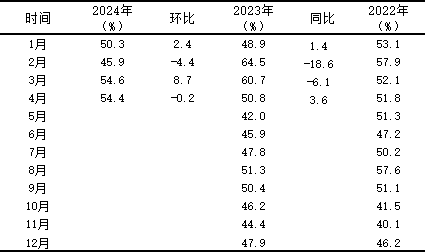 时间 2024年（%） 环比 2023年（%） 同比 2022年（%）
1月 50.3 2.4 48.9 1.4 53.1
2月 45.9 -4.4 64.5 -18.6 57.9
3月 54.6 8.7 60.7 -6.1 52.1
4月 54.4 -0.2 50.8 3.6 51.8
5月 42.0 51.3
6月 45.9 47.2
7月 47.8 50.2
8月 51.3 57.6
9月 50.4 51.1
10月 46.2 41.5
11月 44.4 40.1
12月 47.9 46.2